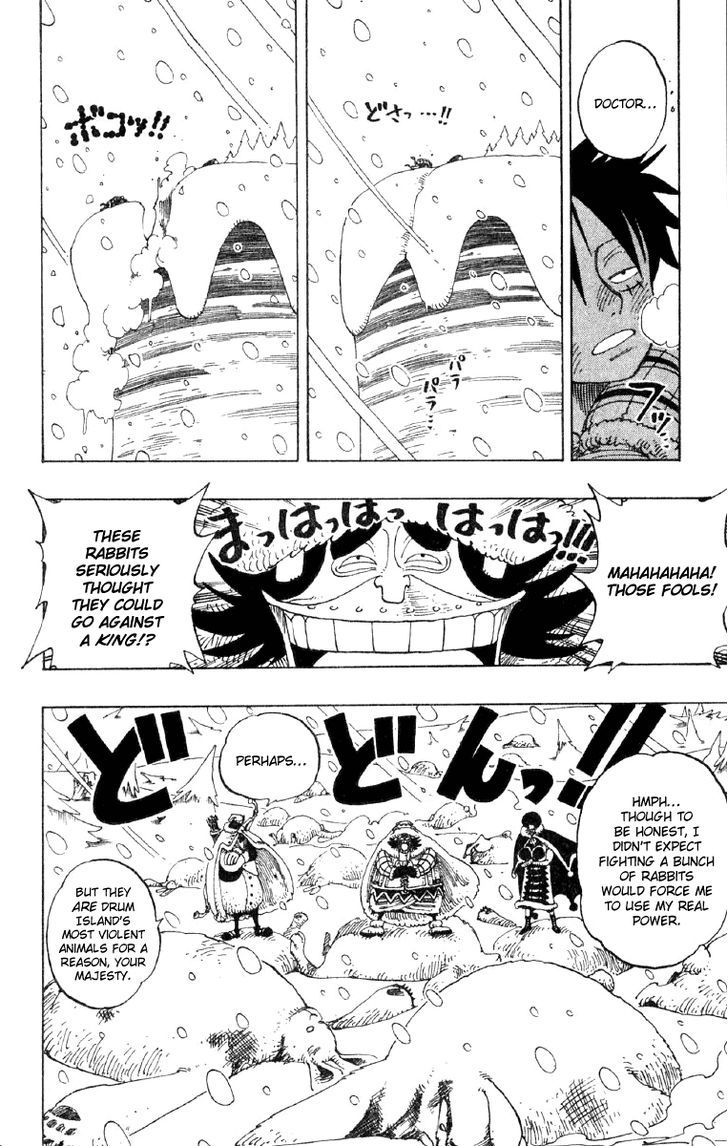 DOCTOR...
ブッ
どさっ…!!
パラ
パラ…
ボコッ!!
MAHAHAHAHA!
THOSE FOOLS!
まっはっはっはっはっはっ!!!
THESE
RABBITS
SERIOUSLY
THOUGHT
THEY COULD
GO AGAINST
A KING!?
HMPH...
THOUGH
TO BE
HONEST, I
DIDN'T EXPECT
FIGHTING A BUNCH
OF RABBITS
WOULD FORCE ME
TO USE MY REAL
POWER.
どどんっ!!
PERHAPS...
BUT THEY
ARE DRUM
ISLAND'S
MOST VIOLENT
ANIMALS FOR A
REASON, YOUR
MAJESTY.